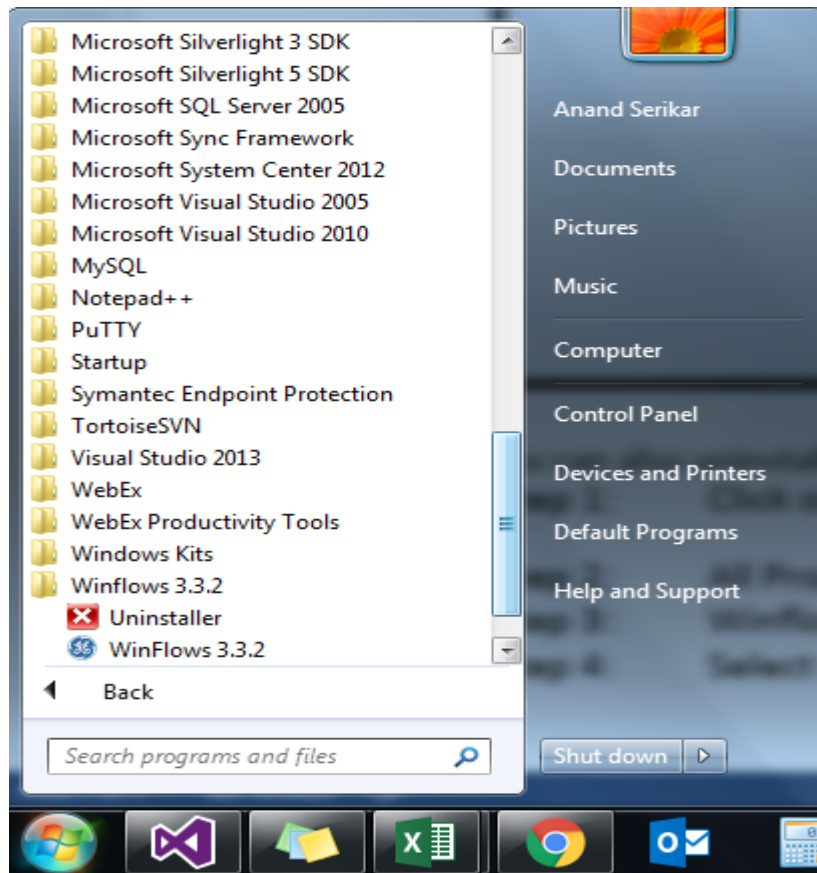 Microsoft Silverlight 3 SDK
Microsoft Silverlight 5 SDK
Microsoft SQL Server 2005
Microsoft Sync Framework
Microsoft System Center 2012
Microsoft Visual Studio 2005
Microsoft Visual Studio 2010
MySQL
Notepad++
PuTTY
Startup
Symantec Endpoint Protection
TortoiseSVN
Visual Studio 2013
WebEx
WebEx Productivity Tools
Windows Kits
Winflows 3.3.2
Uninstaller
WinFlows 3.3.2
Back
Search programs and files
Anand Serikar
Documents
Pictures
Music
Computer
Control Panel
Devices and Printers
Default Programs
Help and Support
Shut down